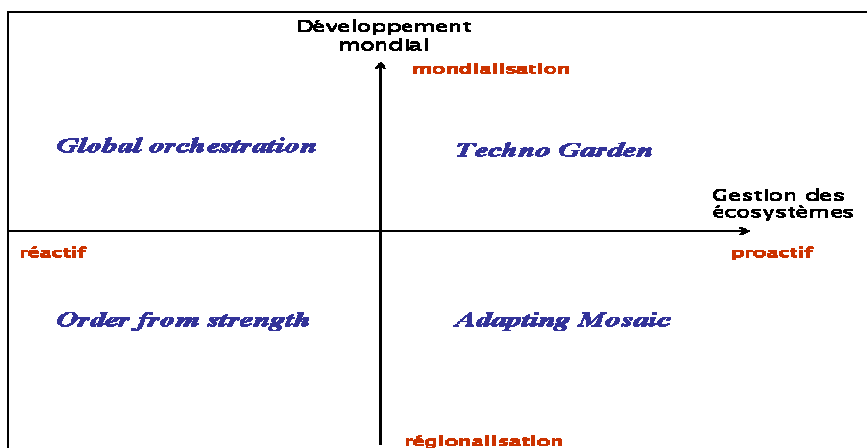 Développement
mondial
mondialisation
Global orchestration
Techno Garden
Gestion des
écosystèmes
réactif
proactif
Order from strength
Adapting Mosaic
régionalisation